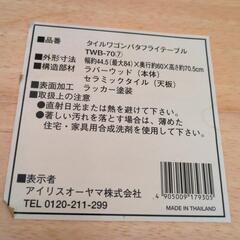 ■品番 タイルワゴンバタフライテーブル
TWB-70⑦
■外形寸法 幅約44.5(最大84)×奥行約60×高さ約70.5cm
■構造部材 ラバーウッド(本体)
セラミックタイル(天板)
■表面加工 ラッカー塗装
■取扱上の注意
●直射日光または熱を避けて下さい。
●著しい汚れを落とす場合は、薄めた
住宅・家具用合成洗剤をご使用下さい。
■表示者
アイリスオーヤマ株式会社
TEL 0120-211-299
4 905009 179305
MADE IN THAILAND